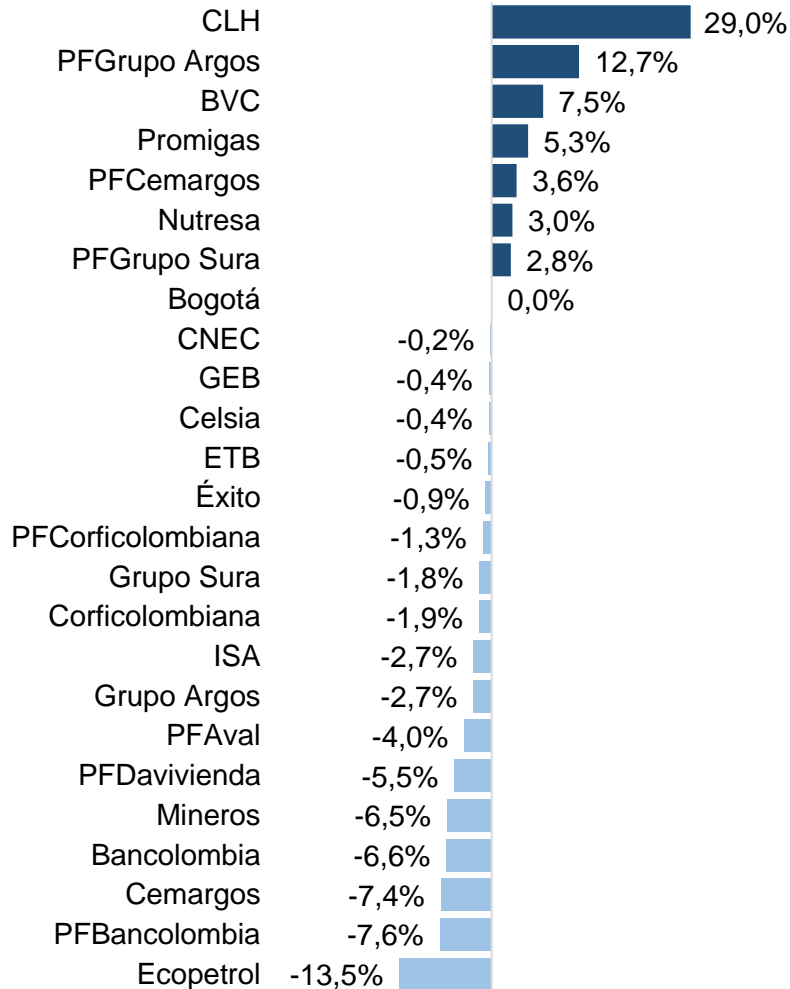 CLH 29,0%
PFGrupo Argos 12,7%
BVC 7,5%
Promigas 5,3%
PFCemargos 3,6%
Nutresa 3,0%
PFGrupo Sura 2,8%
Bogotá 0,0%
CNEC -0,2%
GEB -0,4%
Celsia -0,4%
ETB -0,5%
Éxito -0,9%
PFCorficolombiana -1,3%
Grupo Sura -1,8%
Corficolombiana -1,9%
ISA -2,7%
Grupo Argos -2,7%
PFAval -4,0%
PFDavivienda -5,5%
Mineros -6,5%
Bancolombia -6,6%
Cemargos -7,4%
PFBancolombia -7,6%
Ecopetrol -13,5%